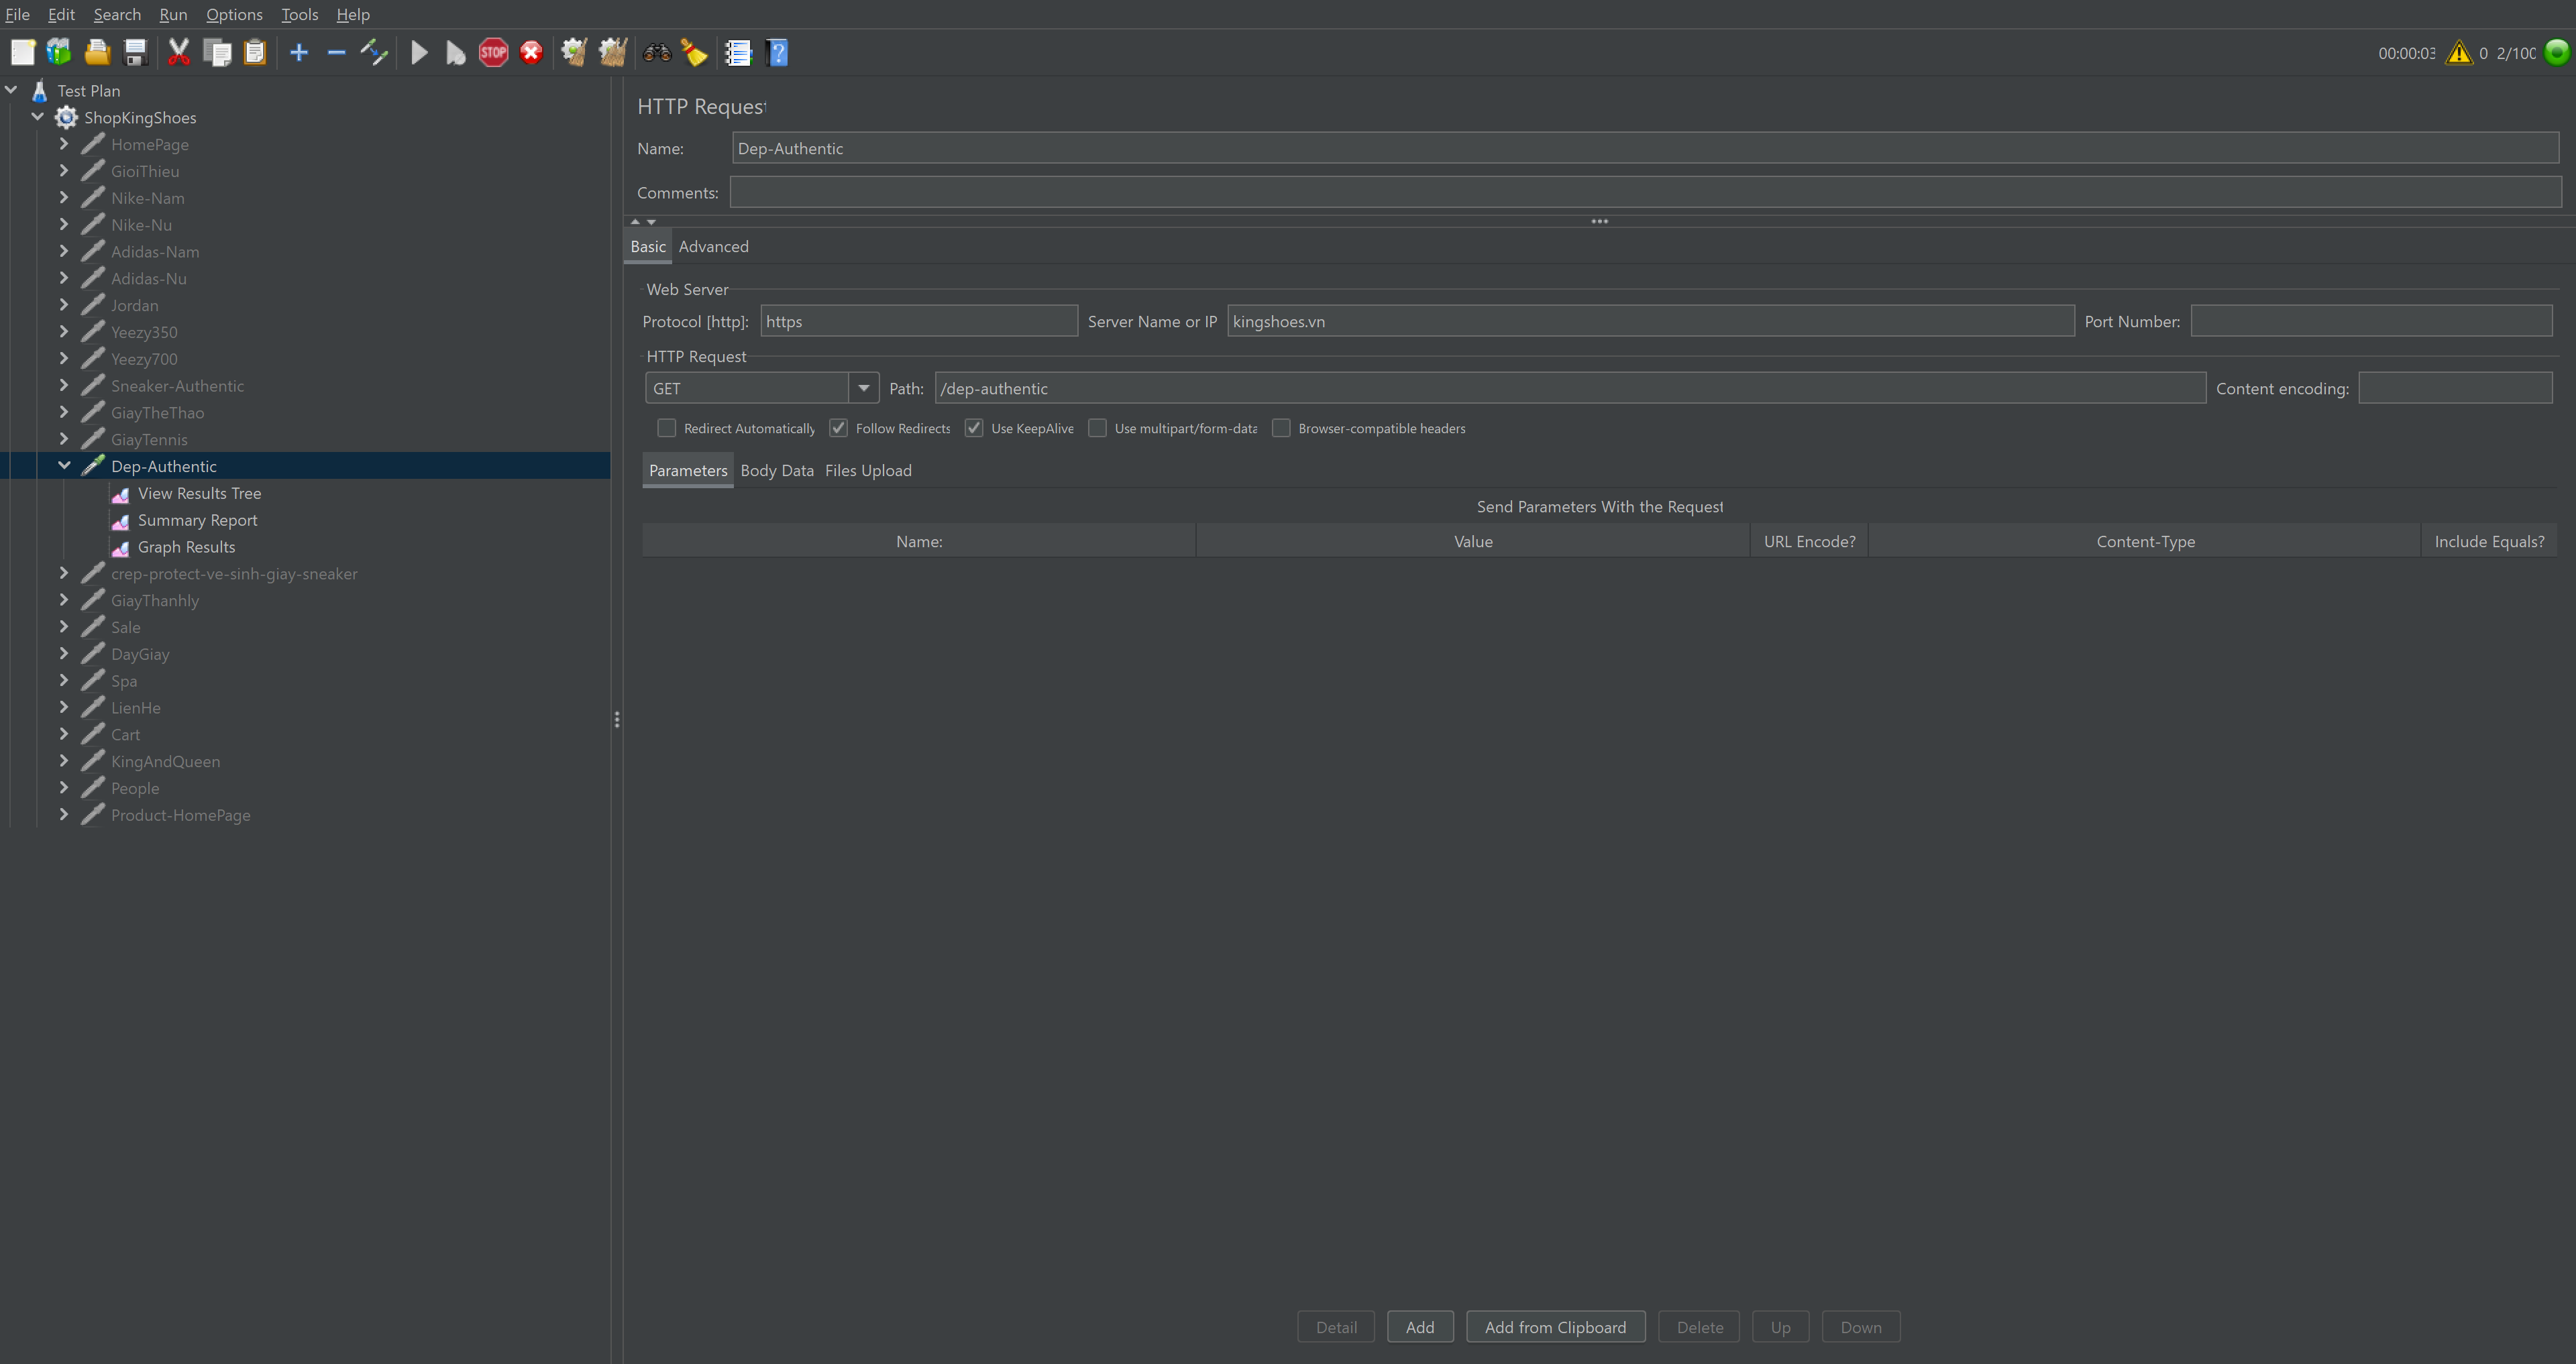 File Edit Search Run Options Tools Help
STOP
00:00:03 0 2/100
Test Plan
ShopKingShoes
HomePage
GioiThieu
Nike-Nam
Nike-Nu
Adidas-Nam
Adidas-Nu
Jordan
Yeezy350
Yeezy700
Sneaker-Authentic
GiayTheThao
GiayTennis
Dep-Authentic
View Results Tree
Summary Report
Graph Results
crep-protect-ve-sinh-giay-sneaker
GiayThanhly
Sale
DayGiay
Spa
LienHe
Cart
KingAndQueen
People
Product-HomePage
HTTP Request
Name: Dep-Authentic
Comments:
Basic Advanced
Web Server
Protocol [http]: https Server Name or IP kingshoes.vn Port Number:
HTTP Request
GET Path: /dep-authentic Content encoding:
Redirect Automatically Follow Redirects Use KeepAlive Use multipart/form-data Browser-compatible headers
Parameters Body Data Files Upload
Send Parameters With the Request
Name: Value URL Encode? Content-Type Include Equals?
Detail Add Add from Clipboard Delete Up Down